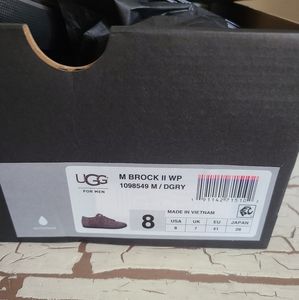 UGG
FOR MEN
M BROCK II WP
1098549 M / DGRY
8
MADE IN VIETNAM
USA UK EU JAPAN
8 7 41 26